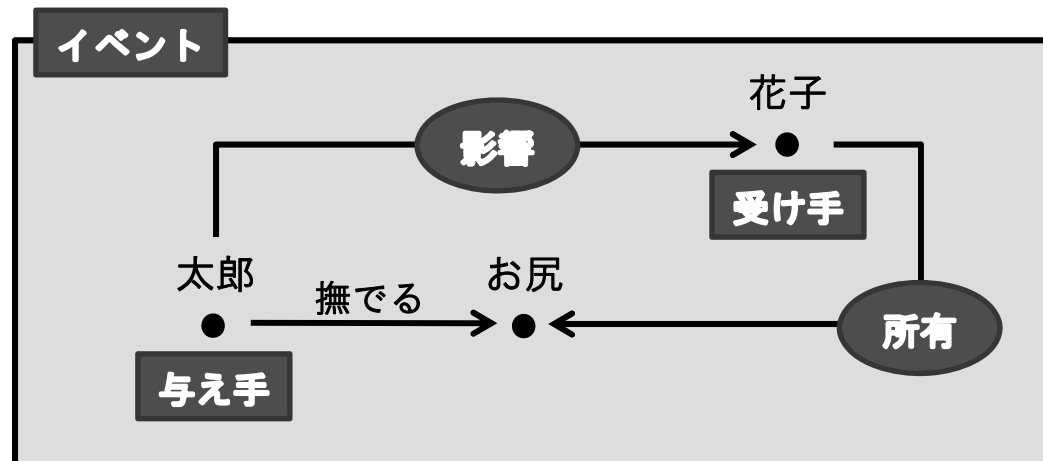 イベント
花子
影響
受け手
太郎
お尻
撫でる
所有
与え手